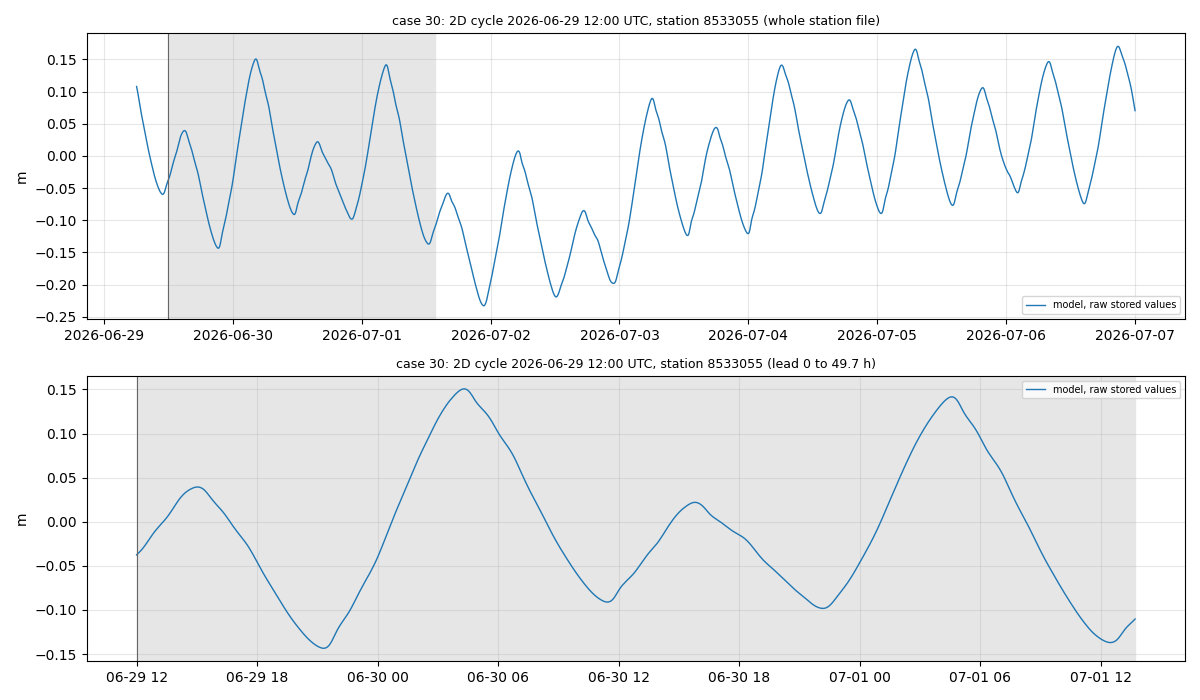 case 30: 2D cycle 2026-06-29 12:00 UTC, station 8533055 (whole station file)
0.15
0.10
0.05
0.00
−0.05
−0.10
−0.15
−0.20
−0.25
m
model, raw stored values
2026-06-29 2026-06-30 2026-07-01 2026-07-02 2026-07-03 2026-07-04 2026-07-05 2026-07-06 2026-07-07
case 30: 2D cycle 2026-06-29 12:00 UTC, station 8533055 (lead 0 to 49.7 h)
model, raw stored values
0.15
0.10
0.05
0.00
−0.05
−0.10
−0.15
m
06-29 12 06-29 18 06-30 00 06-30 06 06-30 12 06-30 18 07-01 00 07-01 06 07-01 12